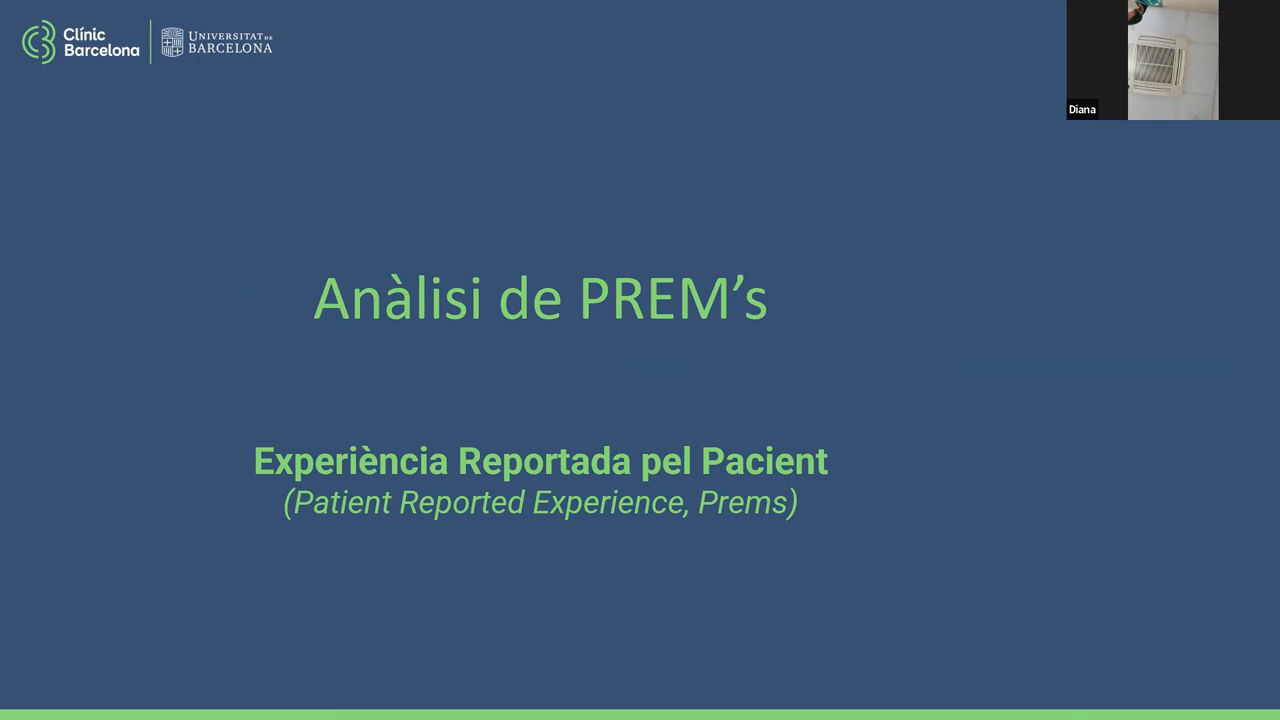 Clínic
Barcelona
UNIVERSITAT DE
BARCELONA
Diana
Anàlisi de PREM’s
Experiència Reportada pel Pacient
(Patient Reported Experience, Prems)